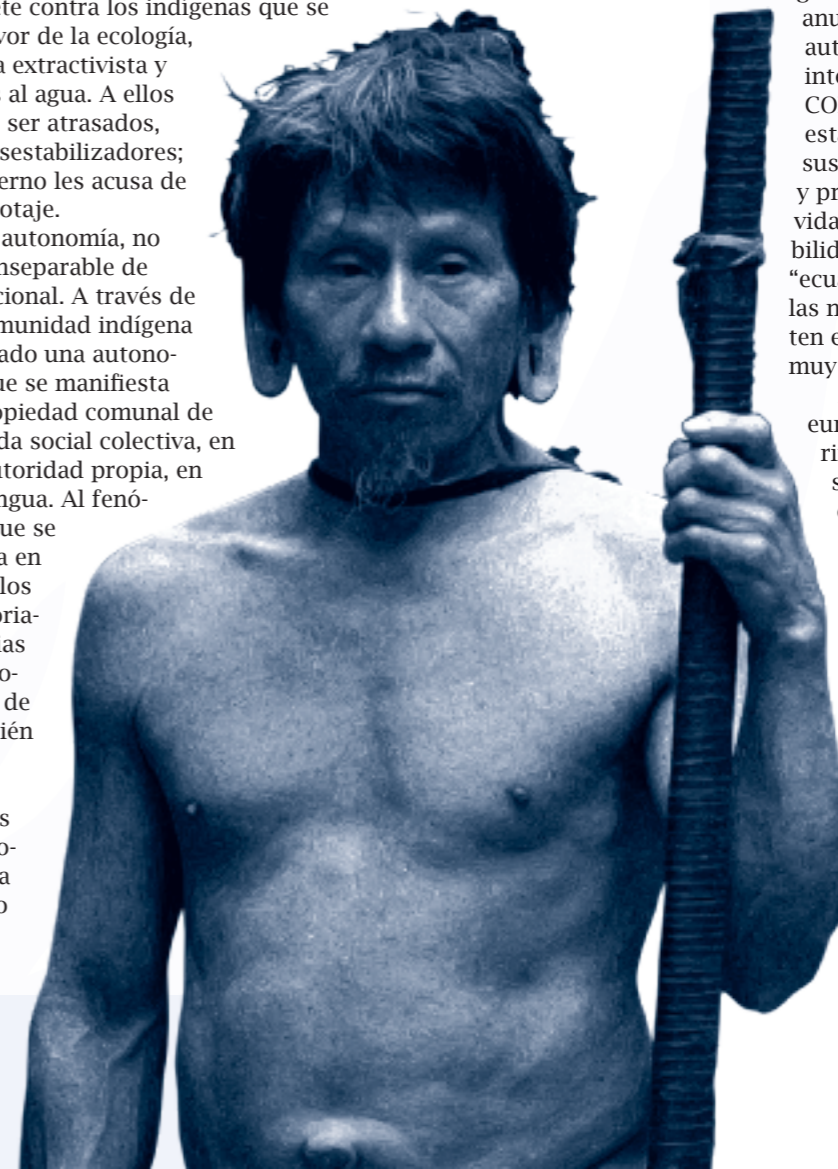 contra los indígenas que se
vor de la ecología,
a extractivista y
al agua. A ellos
ser atrasados,
sestabilizadores;
erno les acusa de
otaje.
autonomía, no
nseparable de
cional. A través de
munidad indígena
ado una autono-
ue se manifiesta
opiedad comunal de
da social colectiva, en
utoridad propia, en
ngua. Al fenó-
ue se
a en
los
oria-
ias
o-
de
ién
s
o-
a
o
anu
aut
inte
CO
esta
sus
y pr
vida
bilid
“ecu
las n
ten e
muy
eur
ri
s